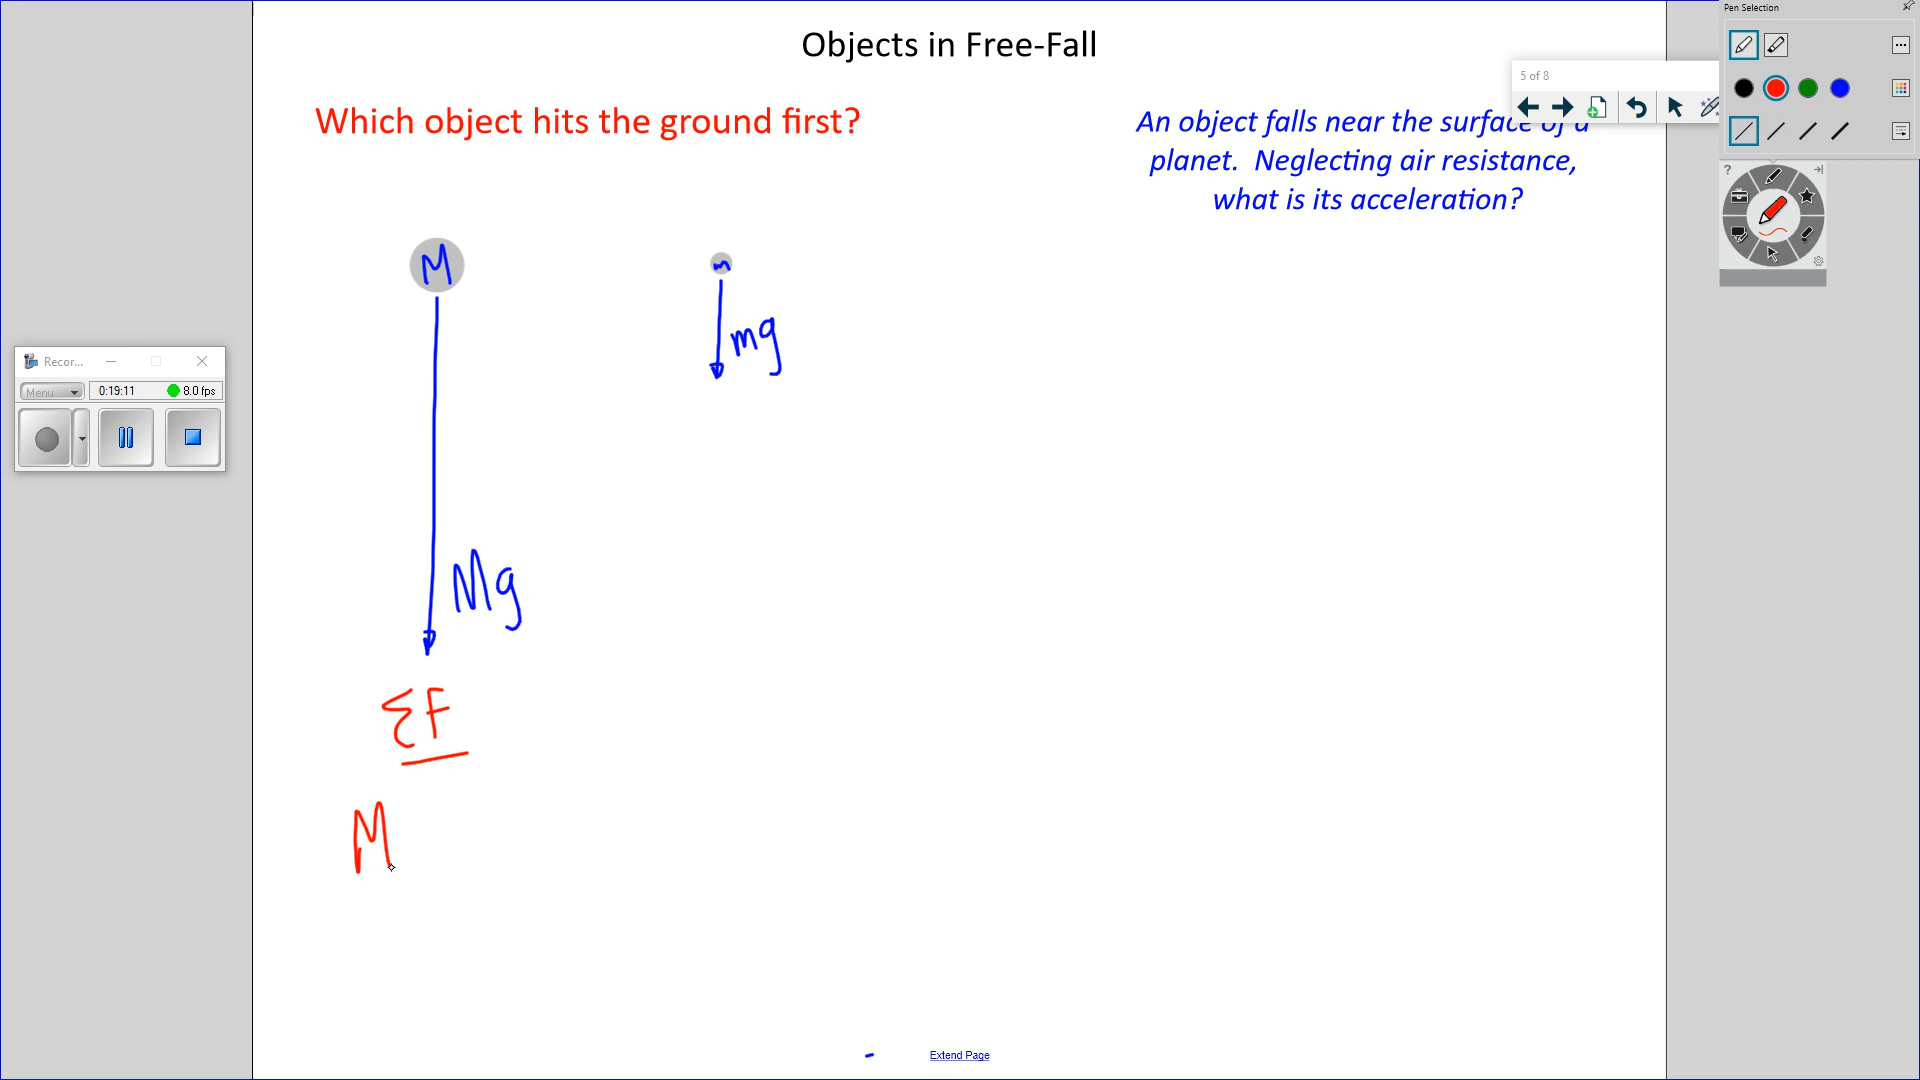 Objects in Free-Fall
Which object hits the ground first?
An object falls near the surface of a
planet. Neglecting air resistance,
what is its acceleration?
M
m
mg
Mg
ΣF
M
Extend Page
Recor...
Menu
0:19:11
8.0 fps
5 of 8
Pen Selection
?